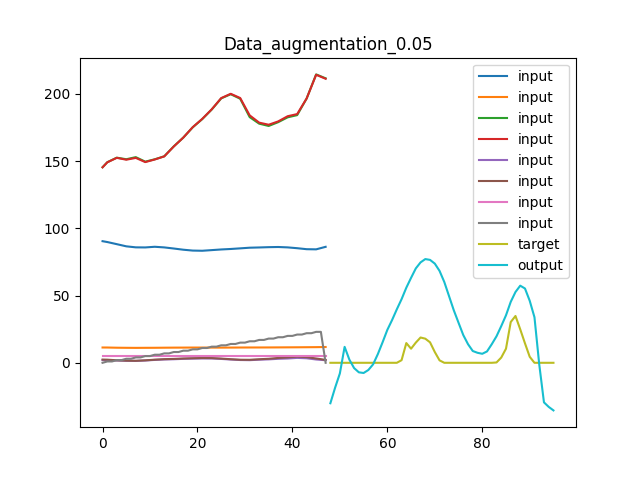 Data_augmentation_0.05
input
input
input
input
input
input
input
input
target
output
200
150
100
50
0
0 20 40 60 80